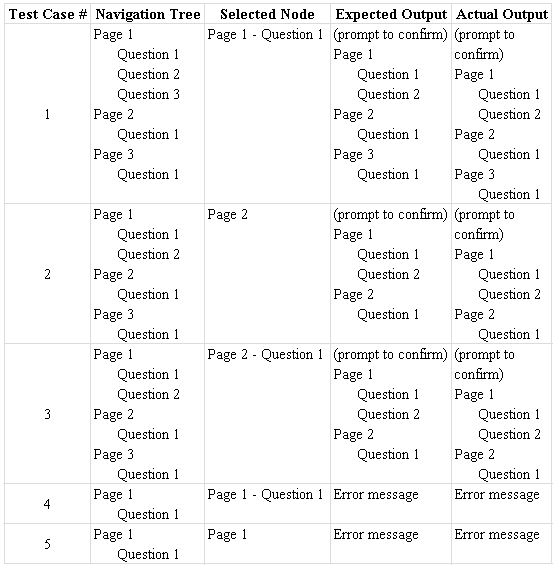 Test Case # Navigation Tree Selected Node Expected Output Actual Output
1
Page 1
Question 1
Question 2
Question 3
Page 2
Question 1
Page 3
Question 1
Page 1 - Question 1
(prompt to confirm)
Page 1
Question 1
Question 2
Page 2
Question 1
Page 3
Question 1
(prompt to
confirm)
Page 1
Question 1
Question 2
Page 2
Question 1
Page 3
Question 1
2
Page 1
Question 1
Question 2
Page 2
Question 1
Page 3
Question 1
Page 2
(prompt to confirm)
Page 1
Question 1
Question 2
Page 2
Question 1
(prompt to
confirm)
Page 1
Question 1
Question 2
Page 2
Question 1
3
Page 1
Question 1
Question 2
Page 2
Question 1
Page 3
Question 1
Page 2 - Question 1
(prompt to confirm)
Page 1
Question 1
Question 2
Page 2
Question 1
(prompt to
confirm)
Page 1
Question 1
Question 2
Page 2
Question 1
4
Page 1
Question 1
Page 1 - Question 1
Error message
Error message
5
Page 1
Question 1
Page 1
Error message
Error message